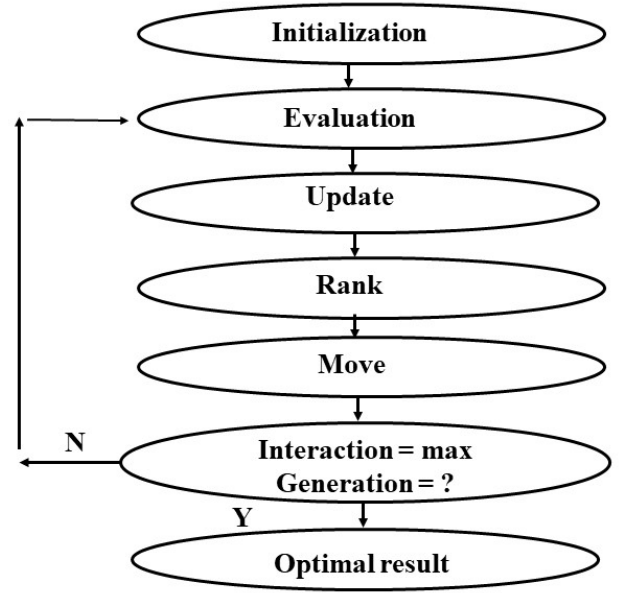 Initialization
Evaluation
Update
Rank
Move
N
Interaction = max
Generation = ?
Y
Optimal result